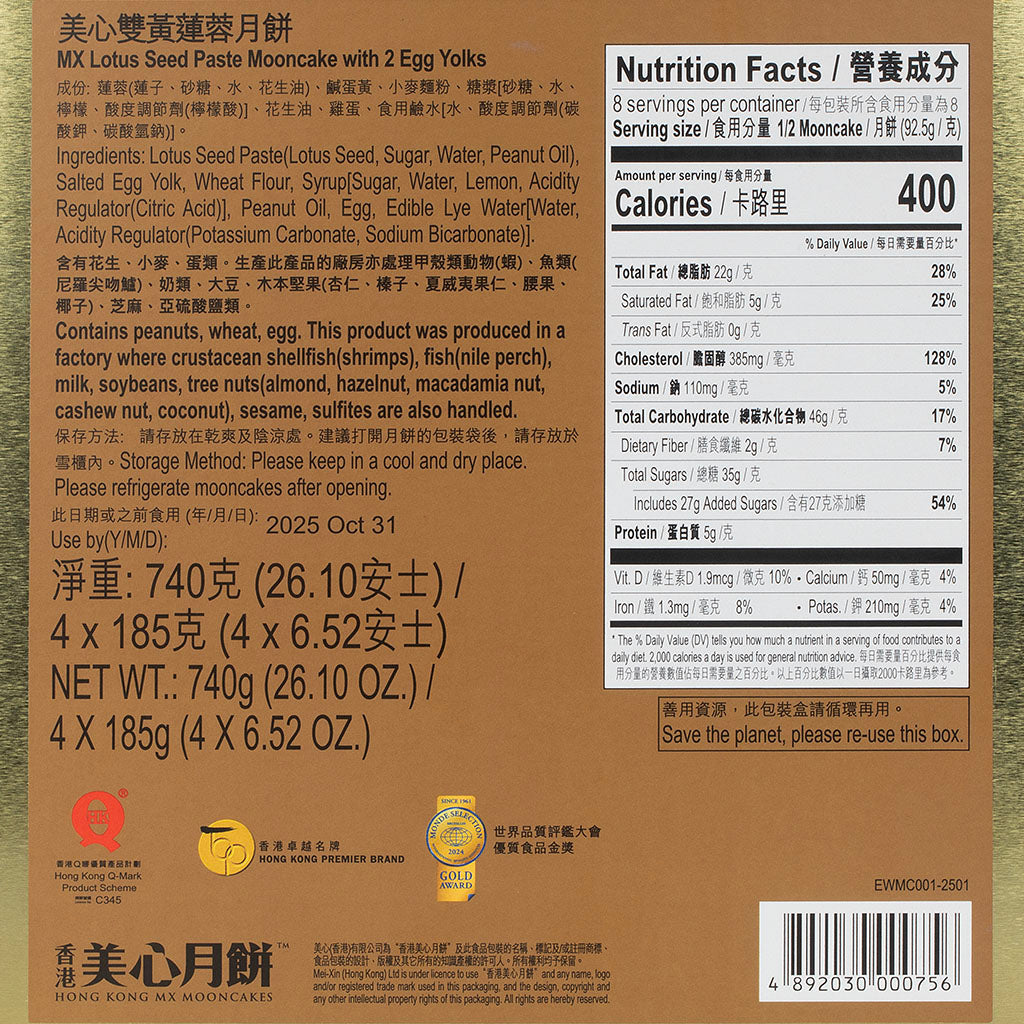 美心雙黃蓮蓉月餅
MX Lotus Seed Paste Mooncake with 2 Egg Yolks
成份: 蓮蓉(蓮子、砂糖、水、花生油)、鹹蛋黃、小麥麵粉、糖漿[砂糖、水、
檸檬、酸度調節劑(檸檬酸)]、花生油、雞蛋、食用鹼水[水、酸度調節劑(碳
酸鉀、碳酸氫鈉)]。
Ingredients: Lotus Seed Paste(Lotus Seed, Sugar, Water, Peanut Oil),
Salted Egg Yolk, Wheat Flour, Syrup[Sugar, Water, Lemon, Acidity
Regulator(Citric Acid)], Peanut Oil, Egg, Edible Lye Water[Water,
Acidity Regulator(Potassium Carbonate, Sodium Bicarbonate)].
含有花生、小麥、蛋類。生產此產品的廠房亦處理甲殼類動物(蝦)、魚類(
尼羅尖吻鱸)、奶類、大豆、木本堅果(杏仁、榛子、夏威夷果仁、腰果、
椰子)、芝麻、亞硫酸鹽類。
Contains peanuts, wheat, egg. This product was produced in a
factory where crustacean shellfish(shrimps), fish(nile perch),
milk, soybeans, tree nuts(almond, hazelnut, macadamia nut,
cashew nut, coconut), sesame, sulfites are also handled.
保存方法: 請存放在乾爽及陰涼處。建議打開月餅的包裝袋後，請存放於
雪櫃內。Storage Method: Please keep in a cool and dry place.
Please refrigerate mooncakes after opening.
此日期或之前食用 (年/月/日):
Use by(Y/M/D):
2025 Oct 31
淨重: 740克 (26.10安士) /
4 x 185克 (4 x 6.52安士)
NET WT.: 740g (26.10 OZ.) /
4 X 185g (4 X 6.52 OZ.)
Nutrition Facts / 營養成分
8 servings per container / 每包裝所含食用分量為8
Serving size / 食用分量 1/2 Mooncake / 月餅 (92.5g / 克)
Amount per serving / 每食用分量
Calories / 卡路里 400
% Daily Value / 每日需要量百分比*
Total Fat / 總脂肪 22g / 克 28%
Saturated Fat / 飽和脂肪 5g / 克 25%
Trans Fat / 反式脂肪 0g / 克
Cholesterol / 膽固醇 385mg / 毫克 128%
Sodium / 鈉 110mg / 毫克 5%
Total Carbohydrate / 總碳水化合物 46g / 克 17%
Dietary Fiber / 膳食纖維 2g / 克 7%
Total Sugars / 總糖 35g / 克
Includes 27g Added Sugars / 含有27克添加糖 54%
Protein / 蛋白質 5g /克
Vit. D / 維生素D 1.9mcg / 微克 10% • Calcium / 鈣 50mg / 毫克 4%
Iron / 鐵 1.3mg / 毫克 8% • Potas. / 鉀 210mg / 毫克 4%
* The % Daily Value (DV) tells you how much a nutrient in a serving of food contributes to a
daily diet. 2,000 calories a day is used for general nutrition advice. 每日需要量百分比提供每食
用分量的營養數值佔每日需要量之百分比。以上百分比數值以一日攝取2000卡路里為參考。
善用資源，此包裝盒請循環再用。
Save the planet, please re-use this box.
HK
®
香港Q嘜優質產品計劃
Hong Kong Q-Mark
Product Scheme
C345
香港卓越名牌
HONG KONG PREMIER BRAND
SINCE 1961
MONDE SELECTION
2024
GOLD
AWARD
世界品質評鑑大會
優質食品金獎
EWMC001-2501
香港美心月餅™
HONG KONG MX MOONCAKES
美心(香港)有限公司為“香港美心月餅”及此食品包裝的名稱、標記及/或註冊商標、
食品包裝的設計、版權及其它所有的知識產權的許可人。所有權利均予保留。
Mei-Xin (Hong Kong) Ltd is under licence to use “香港美心月餅” and any name, logo
and/or registered trade mark used in this packaging, and the design, copyright and
any other intellectual property rights of this packaging. All rights are hereby reserved.
4 892030 000756